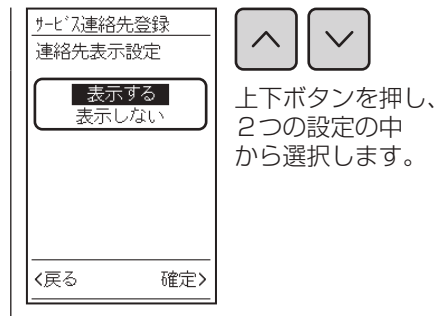 ｻｰﾋﾞｽ連絡先登録
連絡先表示設定
表示する
表示しない
<戻る 確定>
上下ボタンを押し、
２つの設定の中
から選択します。